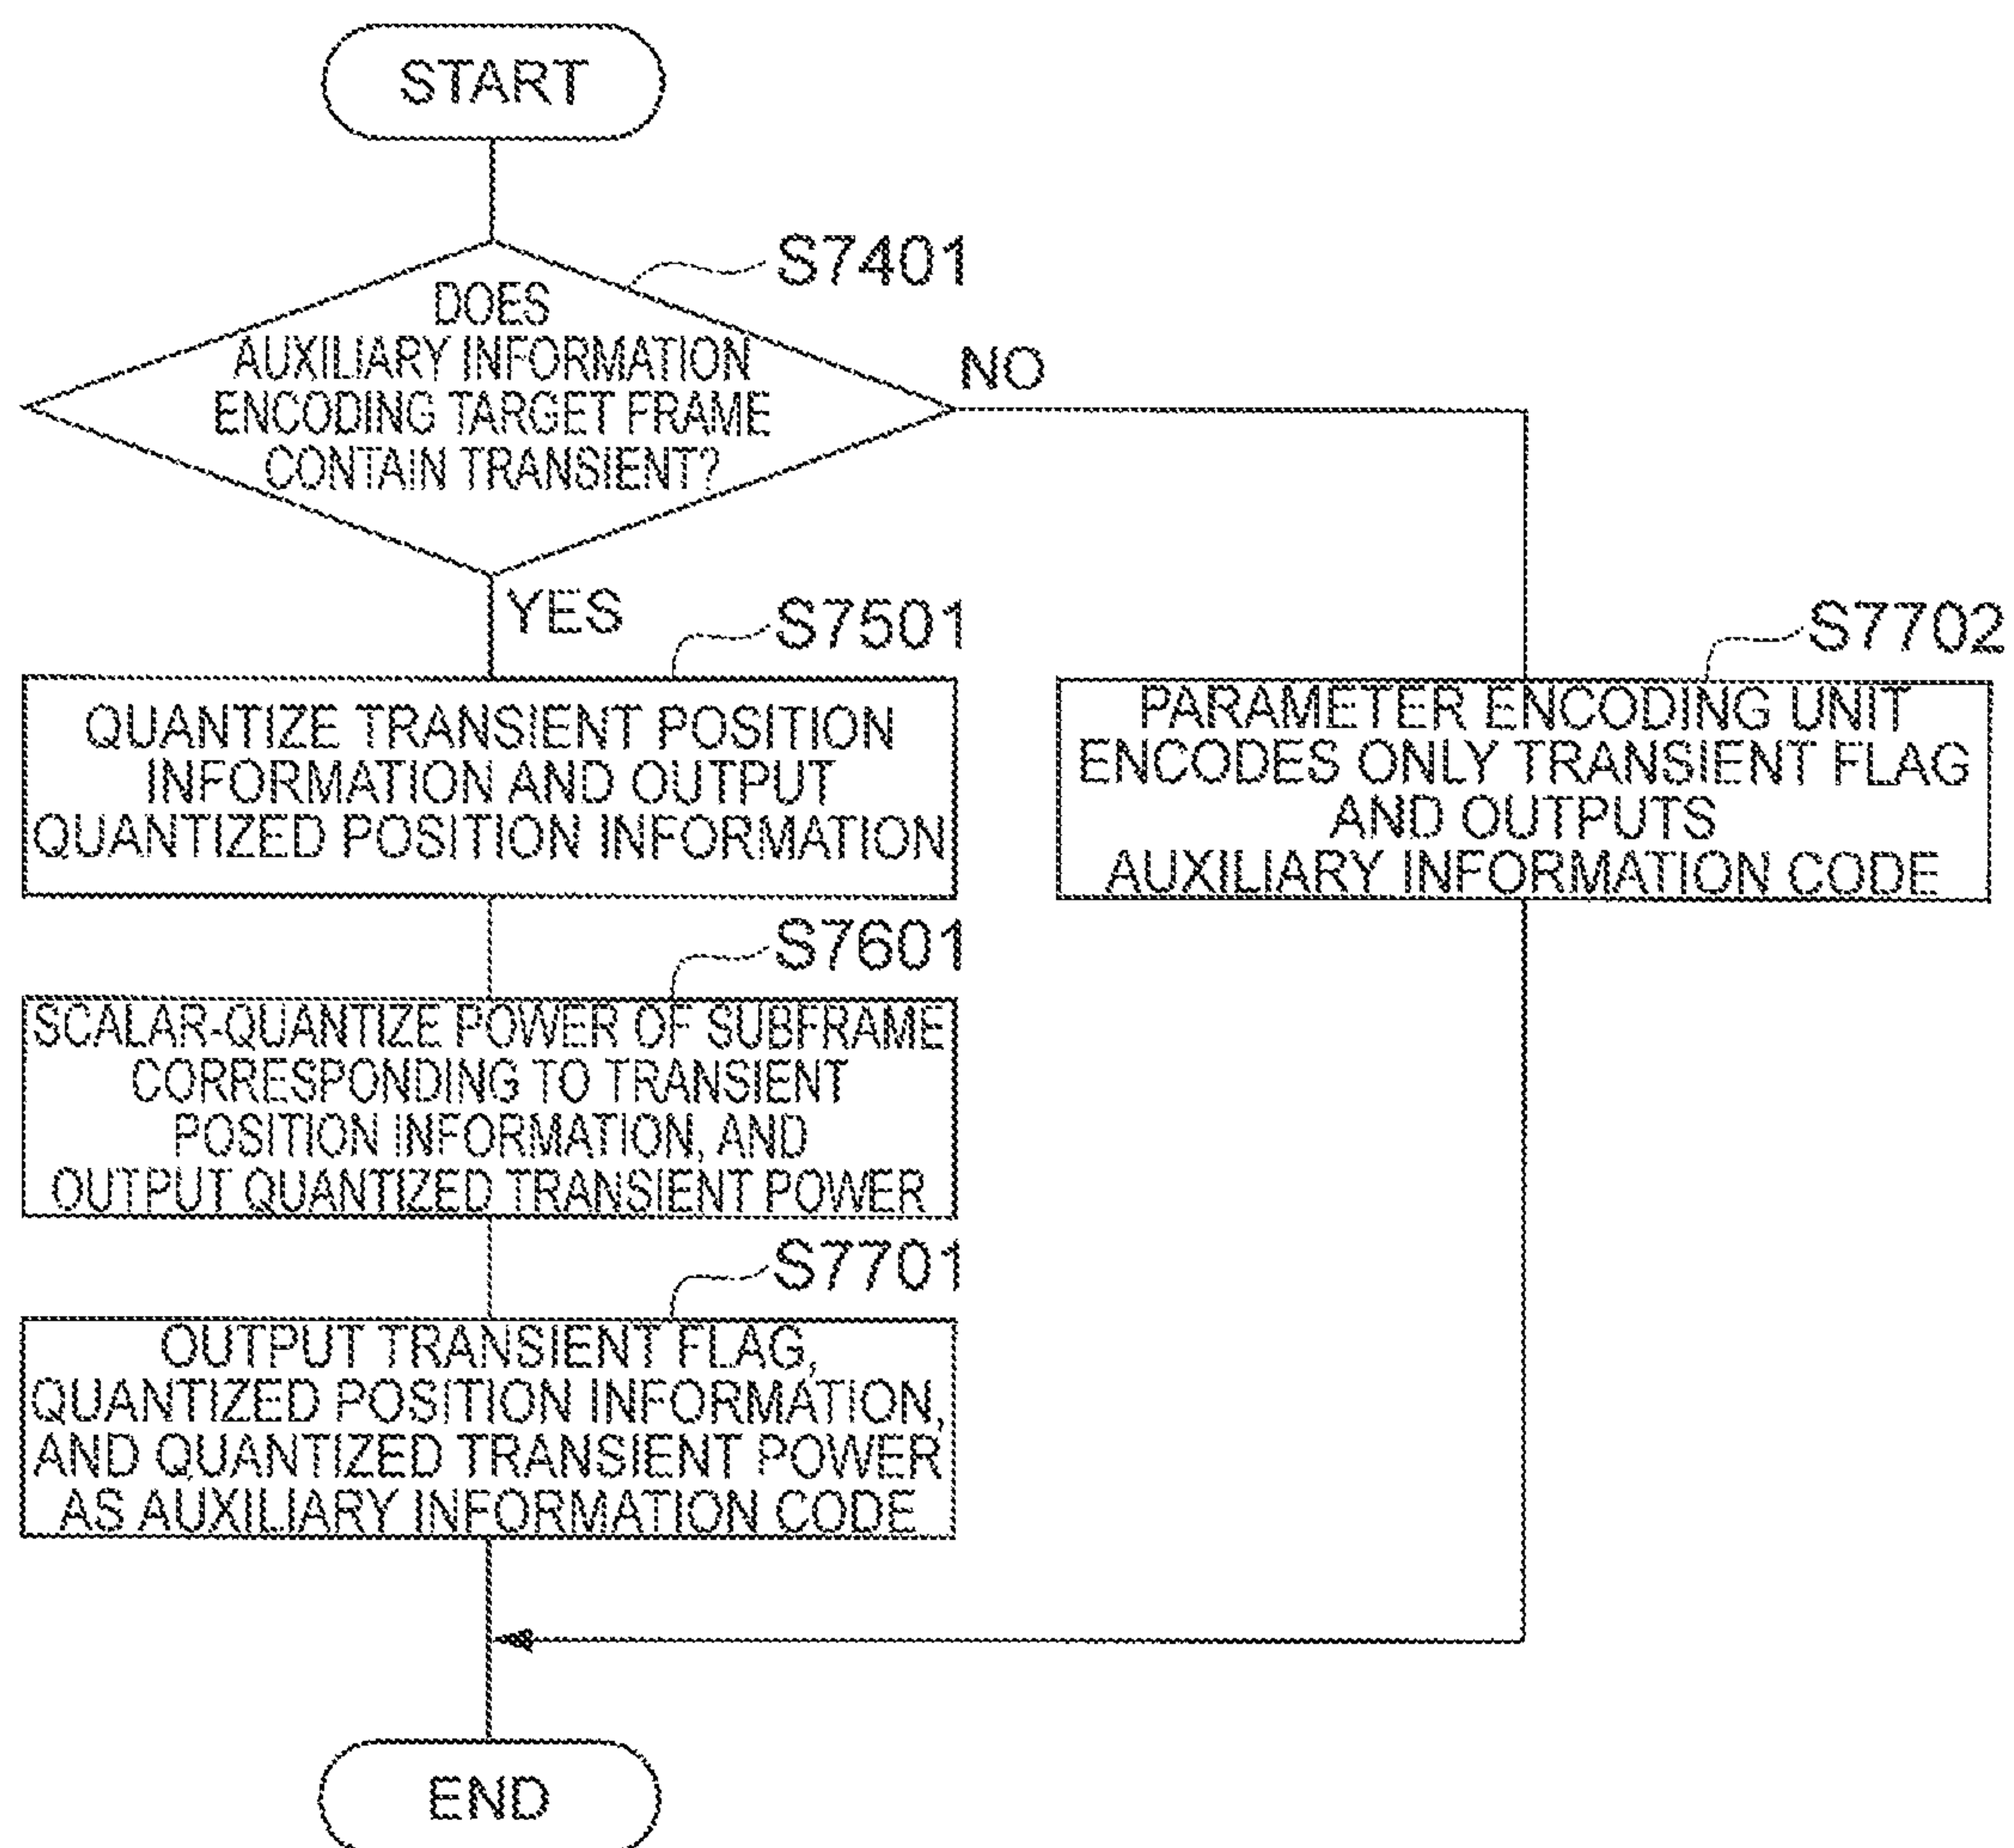 START
S7401
DOES
AUXILIARY INFORMATION
ENCODING TARGET FRAME
CONTAIN TRANSIENT?
NO
YES
S7501
QUANTIZE TRANSIENT POSITION
INFORMATION AND OUTPUT
QUANTIZED POSITION INFORMATION
S7702
PARAMETER ENCODING UNIT
ENCODES ONLY TRANSIENT FLAG
AND OUTPUTS
AUXILIARY INFORMATION CODE
S7601
SCALAR-QUANTIZE POWER OF SUBFRAME
CORRESPONDING TO TRANSIENT
POSITION INFORMATION, AND
OUTPUT QUANTIZED TRANSIENT POWER
S7701
OUTPUT TRANSIENT FLAG,
QUANTIZED POSITION INFORMATION,
AND QUANTIZED TRANSIENT POWER
AS AUXILIARY INFORMATION CODE
END